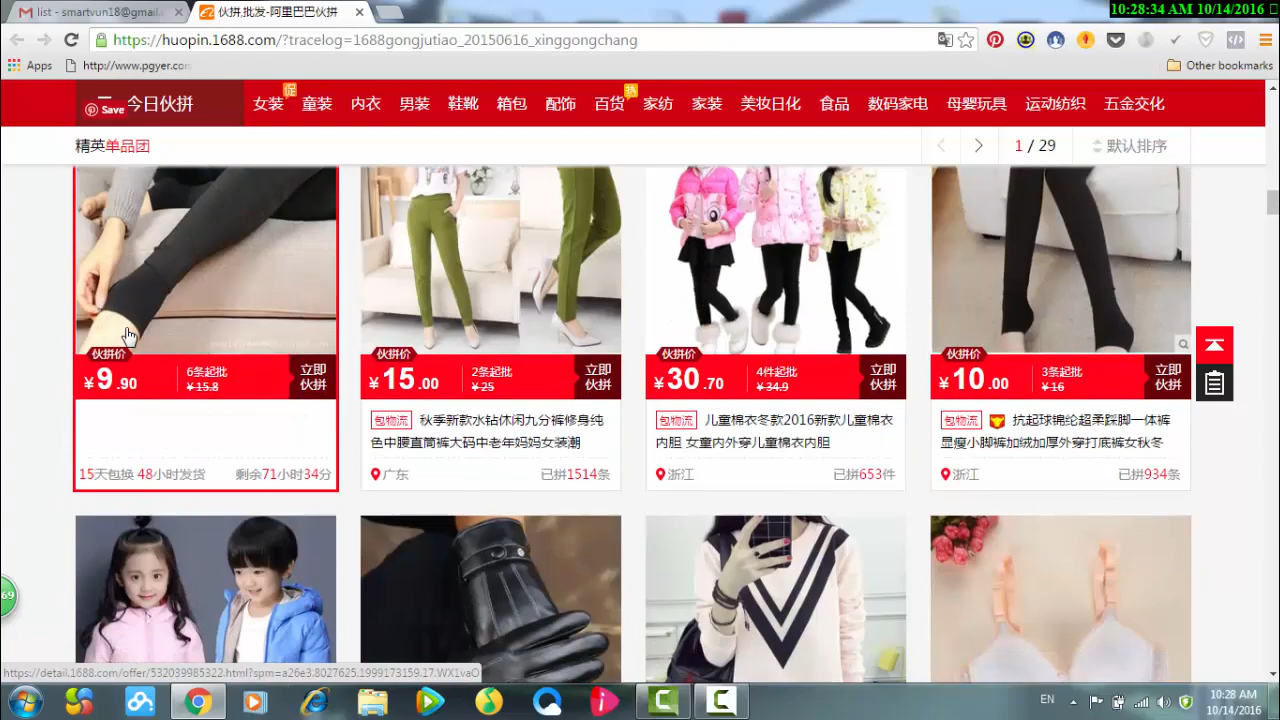 10:28:34 AM 10/14/2016
list - smartvun18@gmail.
伙拼,批发-阿里巴巴伙拼
https://huopin.1688.com/?tracelog=1688gongjutiao_20150616_xinggongchang
Apps
http://www.pgyer.com
Other bookmarks
Save
今日伙拼
女装
促
童装
内衣
男装
鞋靴
箱包
配饰
百货
热
家纺
家装
美妆日化
食品
数码家电
母婴玩具
运动纺织
五金交化
精英单品团
1 / 29
默认排序
伙拼价
¥9.90
6条起批
¥15.8
立即
伙拼
15天包换 48小时发货
剩余71小时34分
伙拼价
¥15.00
2条起批
¥25
立即
伙拼
包物流 秋季新款水钻休闲九分裤修身纯
色中腰直筒裤大码中老年妈妈女装潮
广东
已拼1514条
伙拼价
¥30.70
4件起批
¥34.9
立即
伙拼
包物流 儿童棉衣冬款2016新款儿童棉衣
内胆 女童内外穿儿童棉衣内胆
浙江
已拼653件
伙拼价
¥10.00
3条起批
¥16
立即
伙拼
包物流 抗起球锦纶超柔踩脚一体裤
显瘦小脚裤加绒加厚外穿打底裤女秋冬
浙江
已拼934条
69
https://detail.1688.com/offer/532039985322.html?spm=a26e3.8027625.1999173159.17.WX1vaO
EN
10:28 AM
10/14/2016